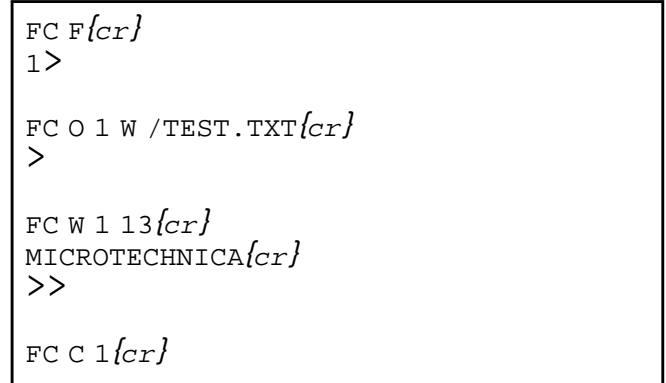 FC F{cr}
1>
FC O 1 W /TEST.TXT{cr}
>
FC W 1 13{cr}
MICROTECHNICA{cr}
>>
FC C 1{cr}